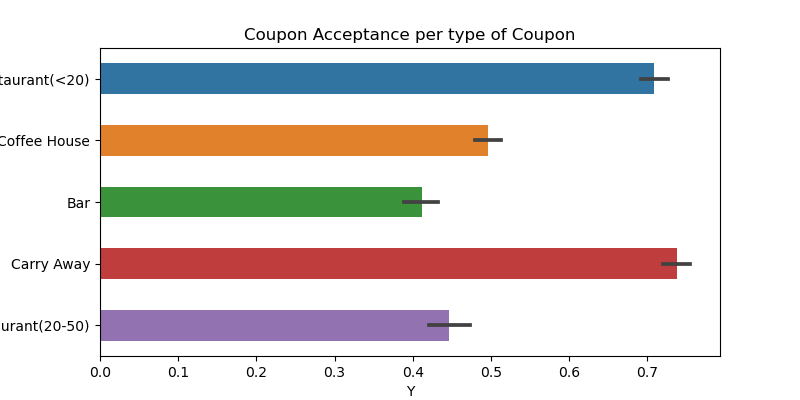 Coupon Acceptance per type of Coupon
taurant(<20)
Coffee House
Bar
Carry Away
urant(20-50)
0.0 0.1 0.2 0.3 0.4 0.5 0.6 0.7
Y